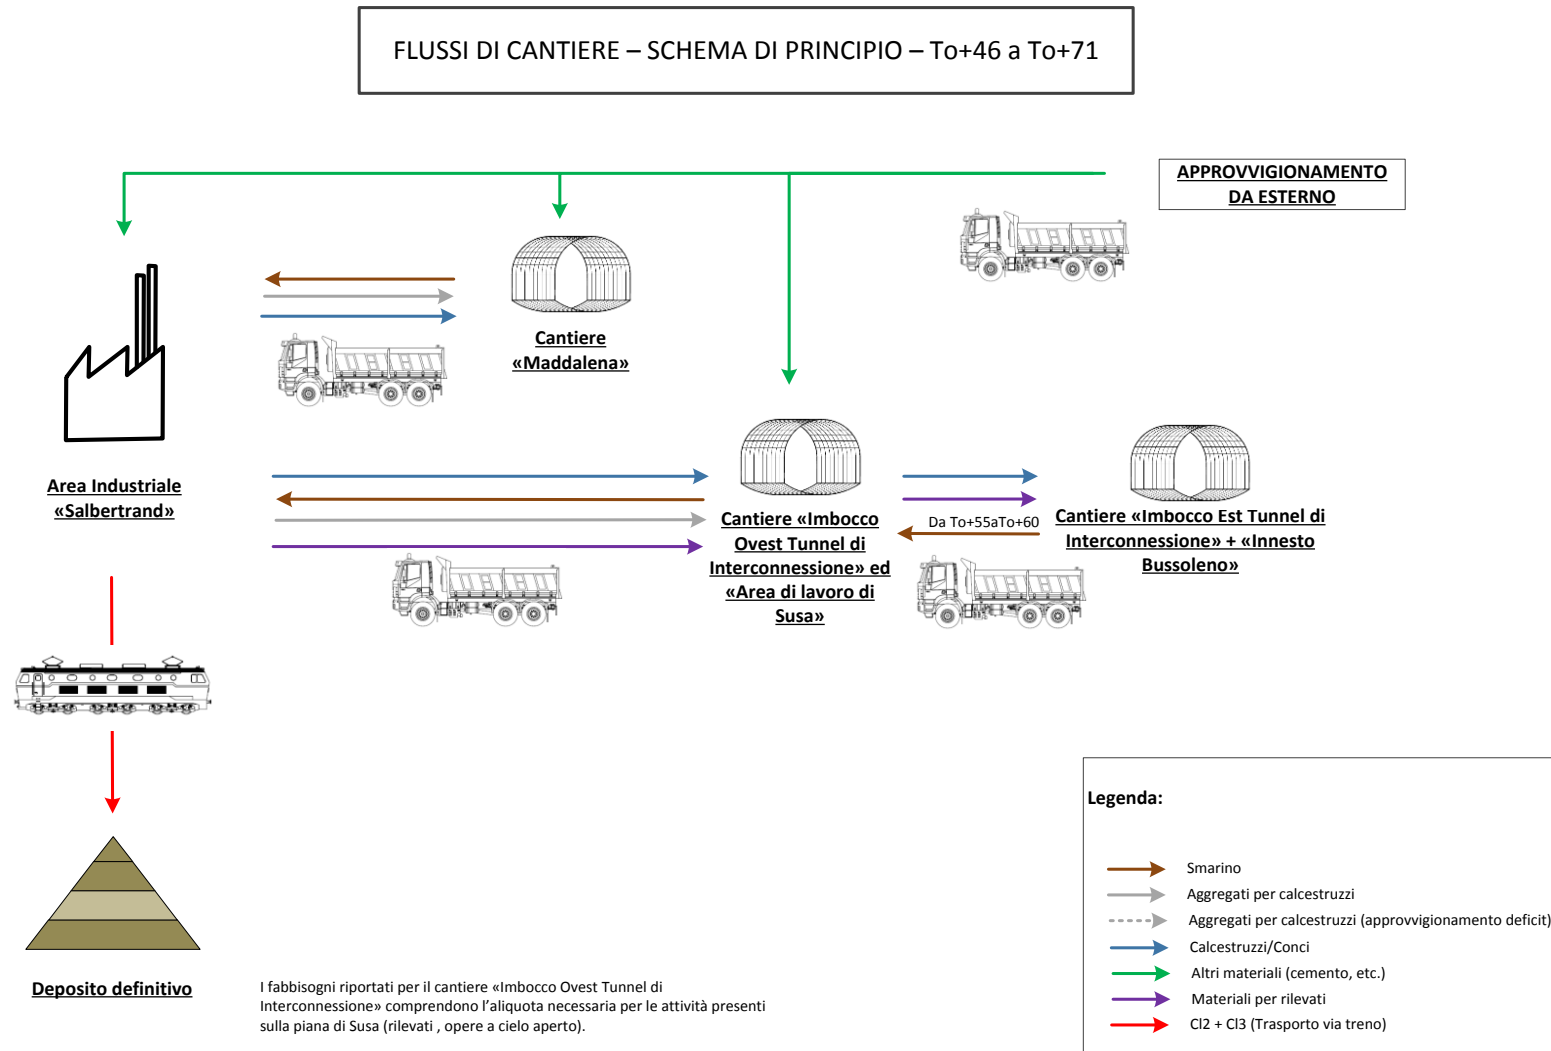 FLUSSI DI CANTIERE – SCHEMA DI PRINCIPIO – To+46 a To+71
APPROVVIGIONAMENTO
DA ESTERNO
Cantiere
«Maddalena»
Area Industriale
«Salbertrand»
Cantiere «Imbocco
Ovest Tunnel di
Interconnessione» ed
«Area di lavoro di
Susa»
Da To+55aTo+60
Cantiere «Imbocco Est Tunnel di
Interconnessione» + «Innesto
Bussoleno»
Deposito definitivo
I fabbisogni riportati per il cantiere «Imbocco Ovest Tunnel di
Interconnessione» comprendono l’aliquota necessaria per le attività presenti
sulla piana di Susa (rilevati , opere a cielo aperto).
Legenda:
Smarino
Aggregati per calcestruzzi
Aggregati per calcestruzzi (approvvigionamento deficit)
Calcestruzzi/Conci
Altri materiali (cemento, etc.)
Materiali per rilevati
Cl2 + Cl3 (Trasporto via treno)